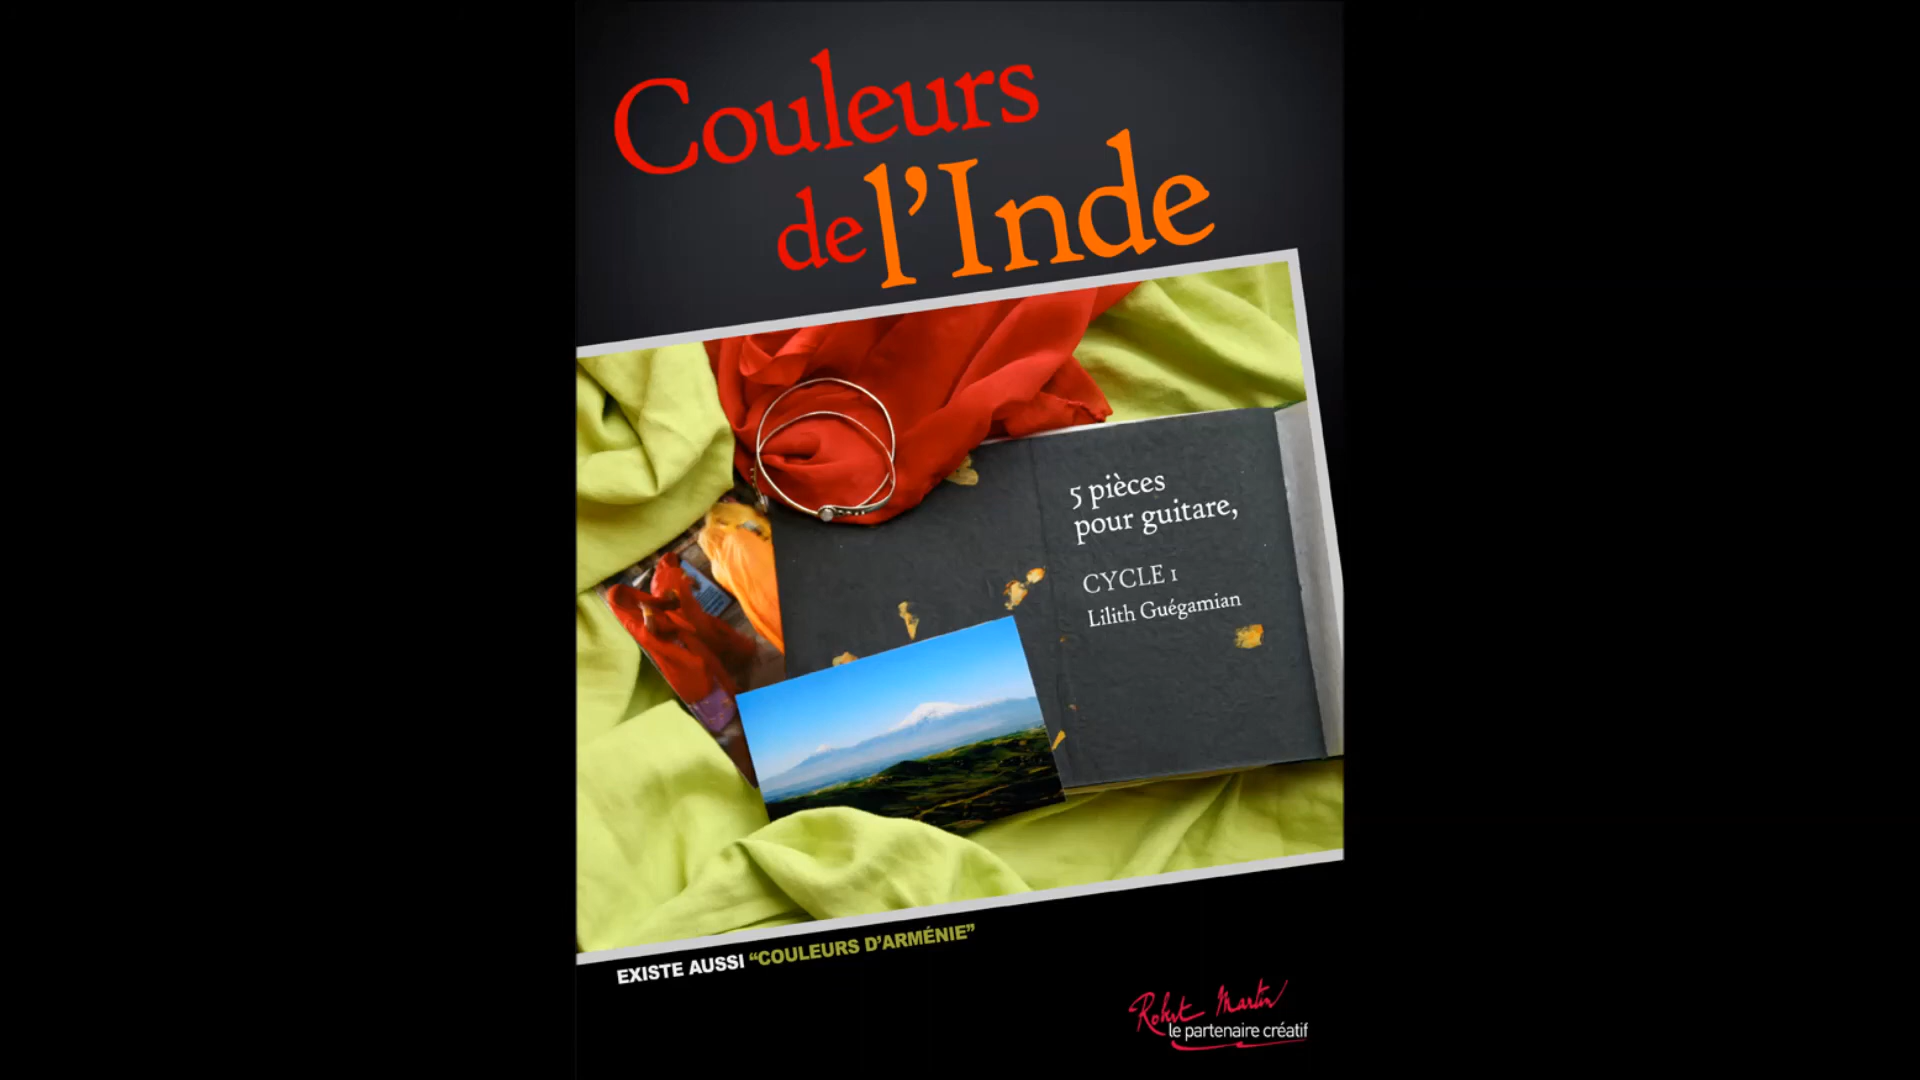 Couleurs
de l'Inde
5 pièces
pour guitare,
CYCLE 1
Lilith Guégamian
EXISTE AUSSI “COULEURS D'ARMÉNIE”
Robert Martin
le partenaire créatif